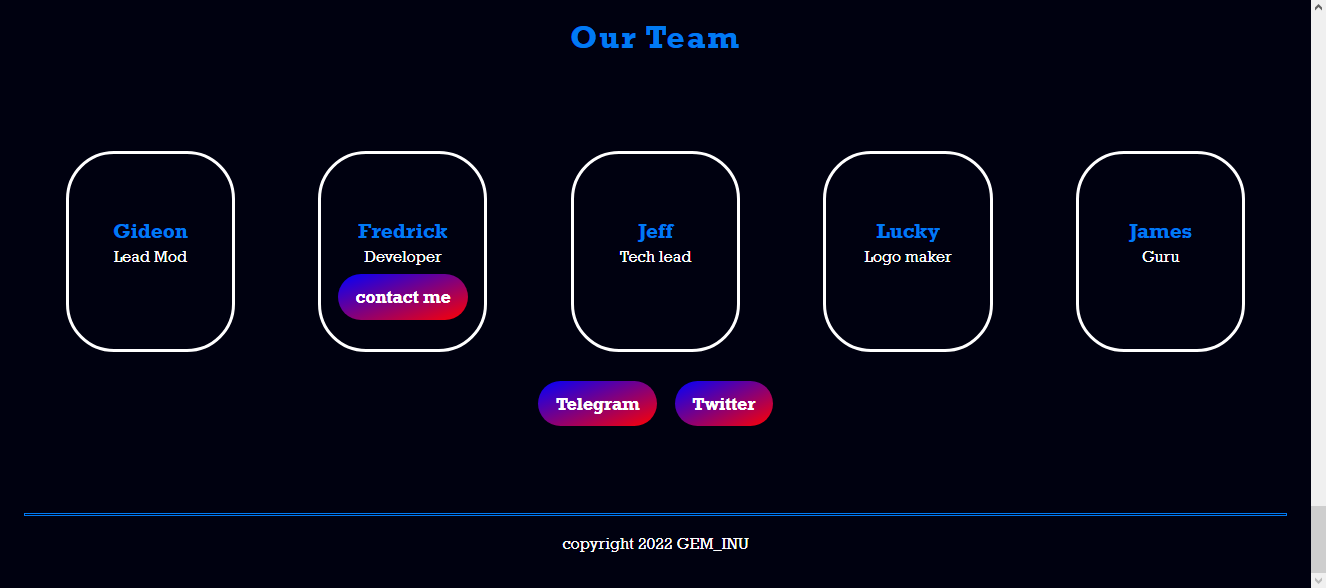 Our Team
Gideon
Lead Mod
Fredrick
Developer
contact me
Jeff
Tech lead
Lucky
Logo maker
James
Guru
Telegram
Twitter
copyright 2022 GEM_INU